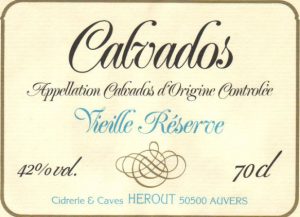 Calvados
Appellation Calvados d'Origine Controlée
Vieille Réserve
42% vol.
70 cl
Cidrerie & Caves HEROUT 50500 AUVERS